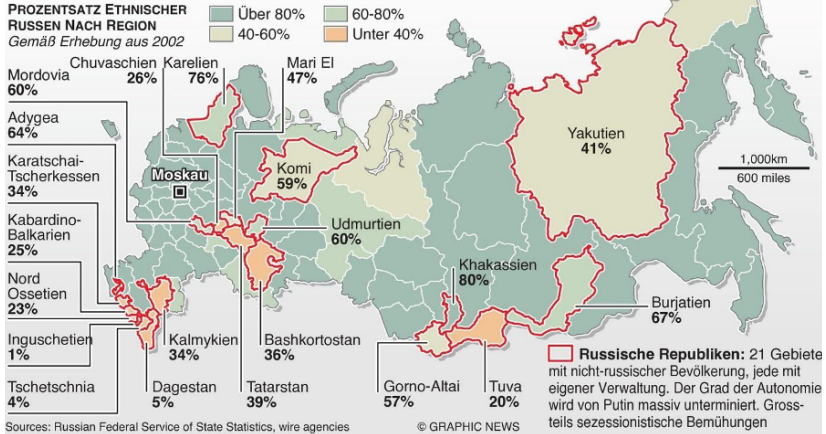 PROZENTSATZ ETHNISCHER
RUSSEN NACH REGION
Gemäß Erhebung aus 2002
Über 80%
60-80%
40-60%
Unter 40%
Mordovia
60%
Chuvaschien
26%
Karelien
76%
Mari El
47%
Adygea
64%
Karatschai-
Tscherkessen
34%
Kabardino-
Balkarien
25%
Nord
Ossetien
23%
Inguschetien
1%
Tschetschnia
4%
Moskau
Komi
59%
Yakutien
41%
1,000km
600 miles
Udmurtien
60%
Khakassien
80%
Burjatien
67%
Kalmykien
34%
Bashkortostan
36%
Dagestan
5%
Tatarstan
39%
Gorno-Altai
57%
Tuva
20%
Russische Republiken: 21 Gebiete
mit nicht-russischer Bevölkerung, jede mit
eigener Verwaltung. Der Grad der Autonomie
wird von Putin massiv unterminiert. Gross-
teils sezessionistische Bemühungen
Sources: Russian Federal Service of State Statistics, wire agencies
© GRAPHIC NEWS